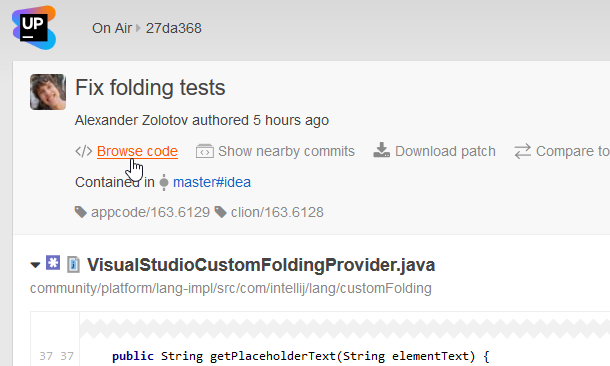 UP
On Air 27da368
Fix folding tests
Alexander Zolotov authored 5 hours ago
</> Browse code Show nearby commits Download patch Compare to
Contained in master#idea
appcode/163.6129 clion/163.6128
VisualStudioCustomFoldingProvider.java
community/platform/lang-impl/src/com/intellij/lang/customFolding
37 37 public String getPlaceholderText(String elementText) {